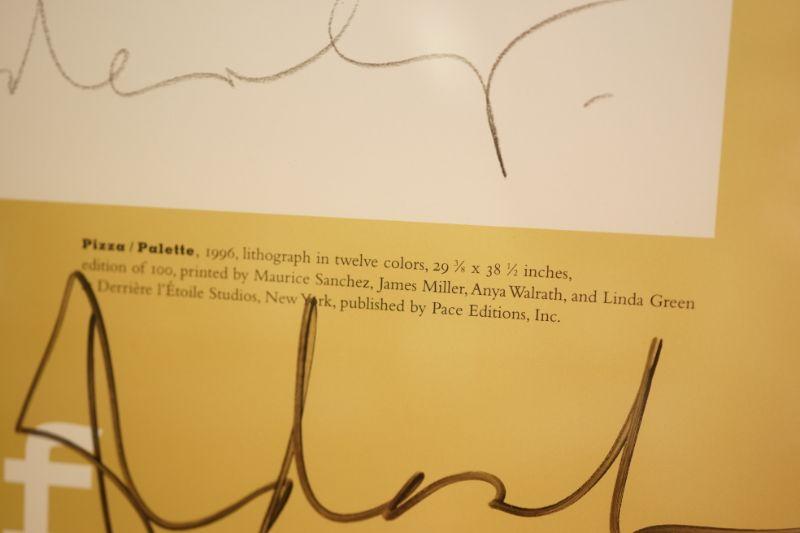 Pizza / Palette, 1996, lithograph in twelve colors, 29 ⅜ x 38 ½ inches,
edition of 100, printed by Maurice Sanchez, James Miller, Anya Walrath, and Linda Green
Derrière l'Étoile Studios, New York, published by Pace Editions, Inc.
f